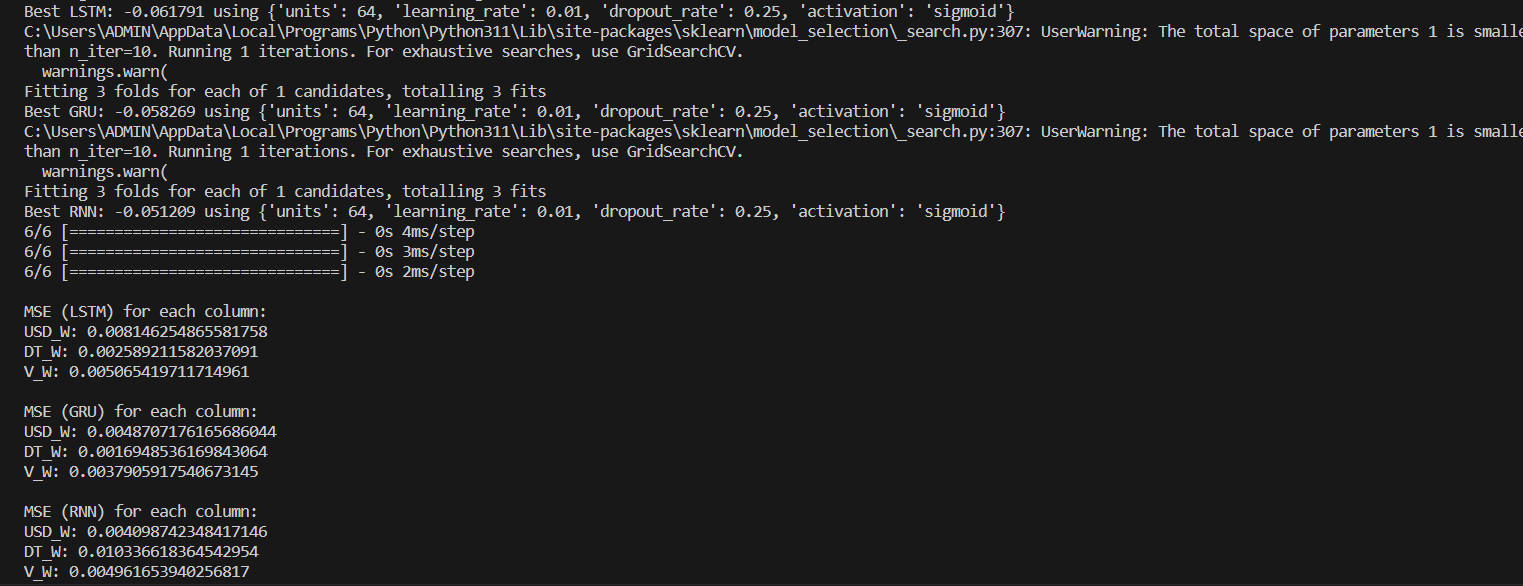 Best LSTM: -0.061791 using {'units': 64, 'learning_rate': 0.01, 'dropout_rate': 0.25, 'activation': 'sigmoid'}
C:\Users\ADMIN\AppData\Local\Programs\Python\Python311\Lib\site-packages\sklearn\model_selection\_search.py:307: UserWarning: The total space of parameters 1 is smalle
than n_iter=10. Running 1 iterations. For exhaustive searches, use GridSearchCV.
  warnings.warn(
Fitting 3 folds for each of 1 candidates, totalling 3 fits
Best GRU: -0.058269 using {'units': 64, 'learning_rate': 0.01, 'dropout_rate': 0.25, 'activation': 'sigmoid'}
C:\Users\ADMIN\AppData\Local\Programs\Python\Python311\Lib\site-packages\sklearn\model_selection\_search.py:307: UserWarning: The total space of parameters 1 is smalle
than n_iter=10. Running 1 iterations. For exhaustive searches, use GridSearchCV.
  warnings.warn(
Fitting 3 folds for each of 1 candidates, totalling 3 fits
Best RNN: -0.051209 using {'units': 64, 'learning_rate': 0.01, 'dropout_rate': 0.25, 'activation': 'sigmoid'}
6/6 [==============================] - 0s 4ms/step
6/6 [==============================] - 0s 3ms/step
6/6 [==============================] - 0s 2ms/step
MSE (LSTM) for each column:
USD_W: 0.008146254865581758
DT_W: 0.002589211582037091
V_W: 0.005065419711714961
MSE (GRU) for each column:
USD_W: 0.0048707176165686044
DT_W: 0.0016948536169843064
V_W: 0.0037905917540673145
MSE (RNN) for each column:
USD_W: 0.004098742348417146
DT_W: 0.010336618364542954
V_W: 0.004961653940256817